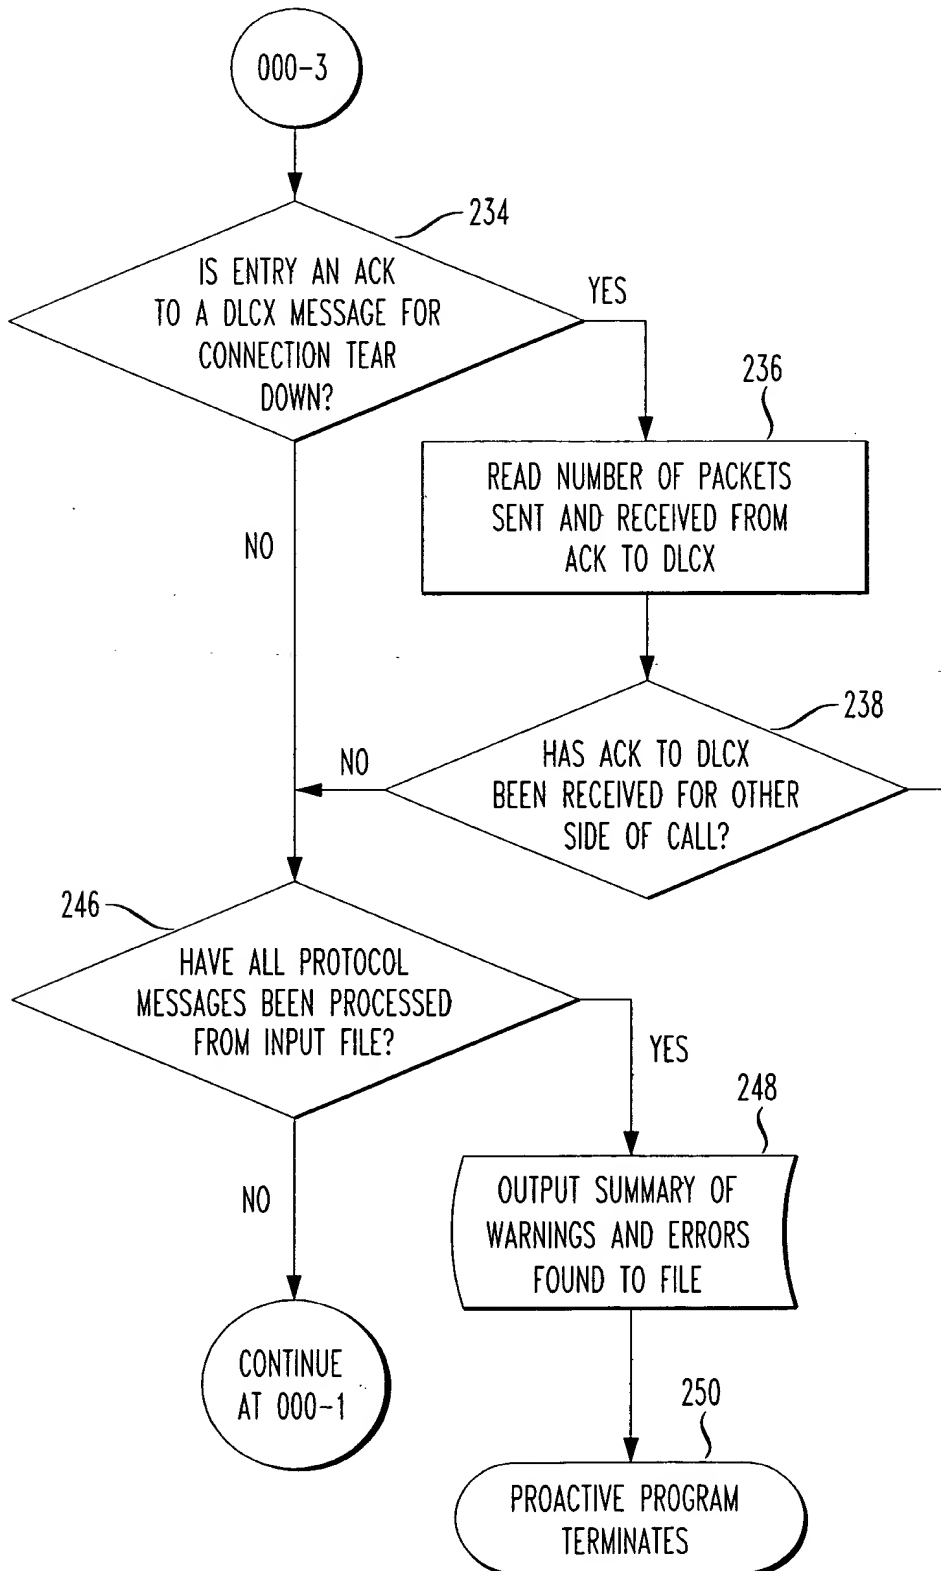 000-3
234
IS ENTRY AN ACK
TO A DLCX MESSAGE FOR
CONNECTION TEAR
DOWN?
YES
236
READ NUMBER OF PACKETS
SENT AND RECEIVED FROM
ACK TO DLCX
NO
238
HAS ACK TO DLCX
BEEN RECEIVED FOR OTHER
SIDE OF CALL?
NO
246
HAVE ALL PROTOCOL
MESSAGES BEEN PROCESSED
FROM INPUT FILE?
YES
248
OUTPUT SUMMARY OF
WARNINGS AND ERRORS
FOUND TO FILE
NO
CONTINUE
AT 000-1
250
PROACTIVE PROGRAM
TERMINATES